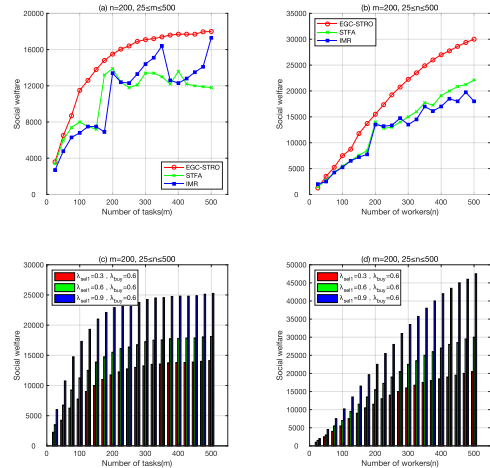 (a) n=200, 25≤m≤500
20000
16000
12000
8000
4000
0
Social welfare
0 100 200 300 400 500
Number of tasks(m)
EGC-STRO
STFA
IMR
(b) m=200, 25≤n≤500
35000
30000
25000
20000
15000
10000
5000
0
Social welfare
0 100 200 300 400 500
Number of workers(n)
EGC-STRO
STFA
IMR
(c) m=200, 25≤n≤500
30000
25000
20000
15000
10000
5000
0
Social welfare
0 100 200 300 400 500
Number of tasks(m)
λsel1=0.3 , λbuy=0.6
λsel1=0.6 , λbuy=0.6
λsel1=0.9 , λbuy=0.6
(d) m=200, 25≤n≤500
50000
45000
40000
35000
30000
25000
20000
15000
10000
5000
0
Social welfare
0 100 200 300 400 500
Number of workers(n)
λsel1=0.3 , λbuy=0.6
λsel1=0.6 , λbuy=0.6
λsel1=0.9 , λbuy=0.6